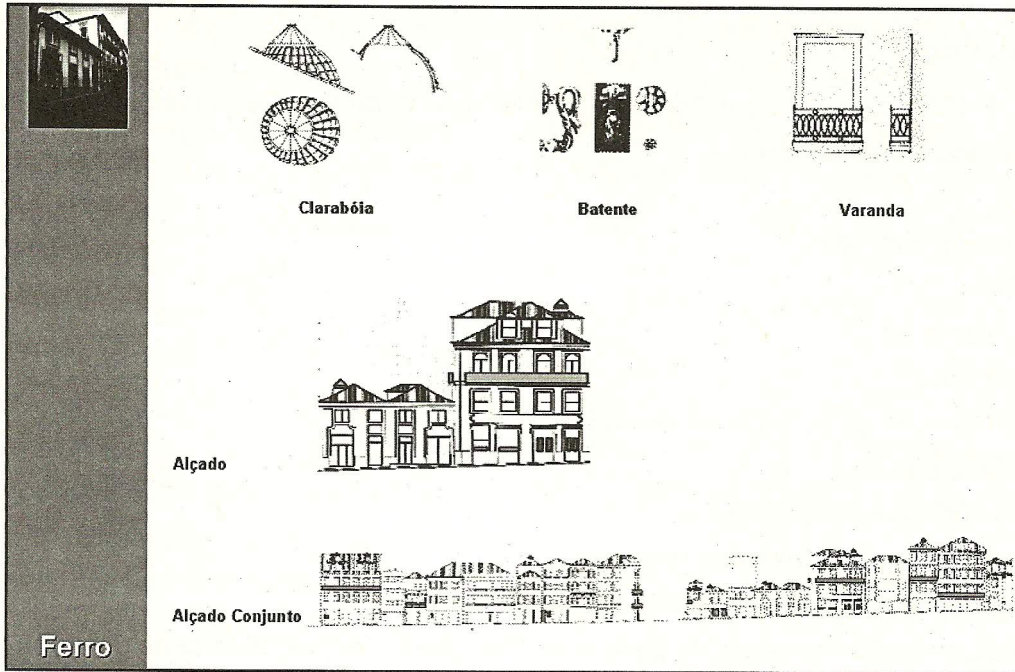 Clarabóia
Batente
Varanda
Alçado
Alçado Conjunto
Ferro